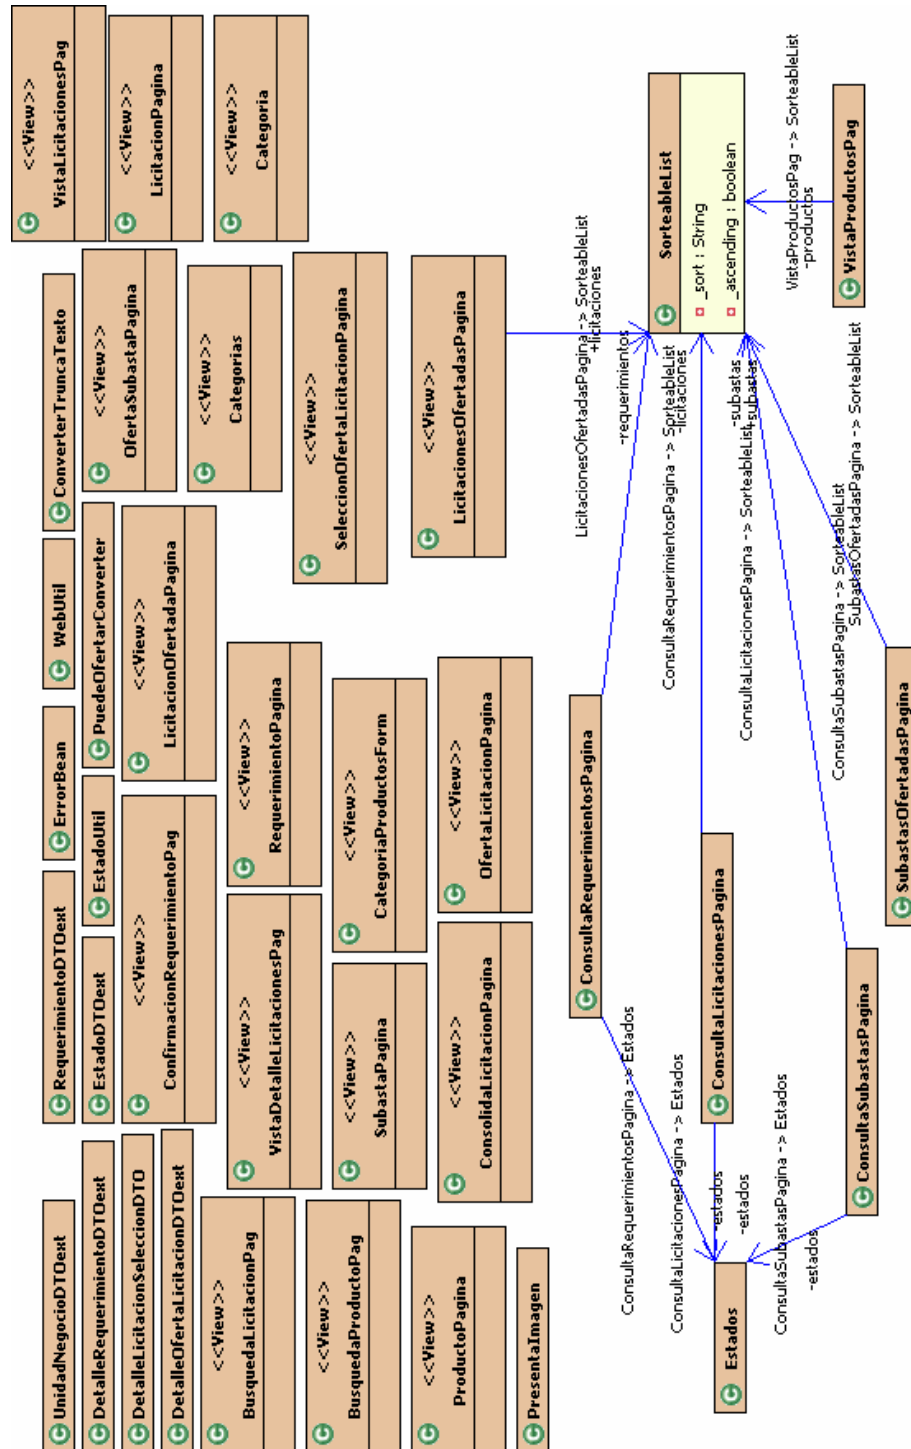 UnidadNegocioDTOext
RequerimientoDTOext
ErrorBean
WebUtil
ConverterTruncaTexto
<<View>>
VistaLicitacionesPag
DetalleRequerimientoDTOext
EstadoDTOext
EstadoUtil
PuedeOfertarConverter
<<View>>
OfertaSubastaPagina
<<View>>
LicitacionPagina
DetalleLicitacionSeleccionDTO
<<View>>
ConfirmacionRequerimientoPag
<<View>>
LicitacionOfertadaPagina
DetalleOfertaLicitacionDTOext
<<View>>
Categorias
<<View>>
Categoria
<<View>>
BusquedaLicitacionPag
<<View>>
VistaDetalleLicitacionesPag
<<View>>
RequerimientoPagina
<<View>>
SeleccionOfertaLicitacionPagina
<<View>>
BusquedaProductoPag
<<View>>
SubastaPagina
<<View>>
CategoriaProductosForm
<<View>>
ProductoPagina
<<View>>
ConsolidaLicitacionPagina
<<View>>
OfertaLicitacionPagina
<<View>>
LicitacionesOfertadasPagina
PresentaImagen
LicitacionesOfertadasPagina -> SorteableList
+licitaciones
ConsultaRequerimientosPagina
-requerimientos
ConsultaRequerimientosPagina -> Estados
ConsultaRequerimientosPagina -> SorteableList
-licitaciones
SorteableList
_sort : String
_ascending : boolean
ConsultaLicitacionesPagina -> Estados
-estados
ConsultaLicitacionesPagina
Estados
-estados
ConsultaLicitacionesPagina -> SorteableList
-subastas
+subastas
ConsultaSubastasPagina -> Estados
-estados
VistaProductosPag -> SorteableList
-productos
ConsultaSubastasPagina -> SorteableList
SubastasOfertadasPagina -> SorteableList
VistaProductosPag
ConsultaSubastasPagina
SubastasOfertadasPagina